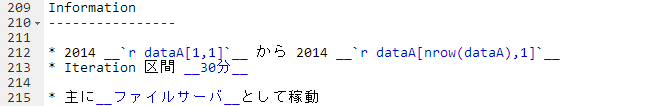 209 Information
210 ----------------
211
212 * 2014 __`r dataA[1,1]`__ から 2014 __`r dataA[nrow(dataA),1]`__
213 * Iteration 区間 __30分__
214
215 * 主に__ファイルサーバ__として稼動